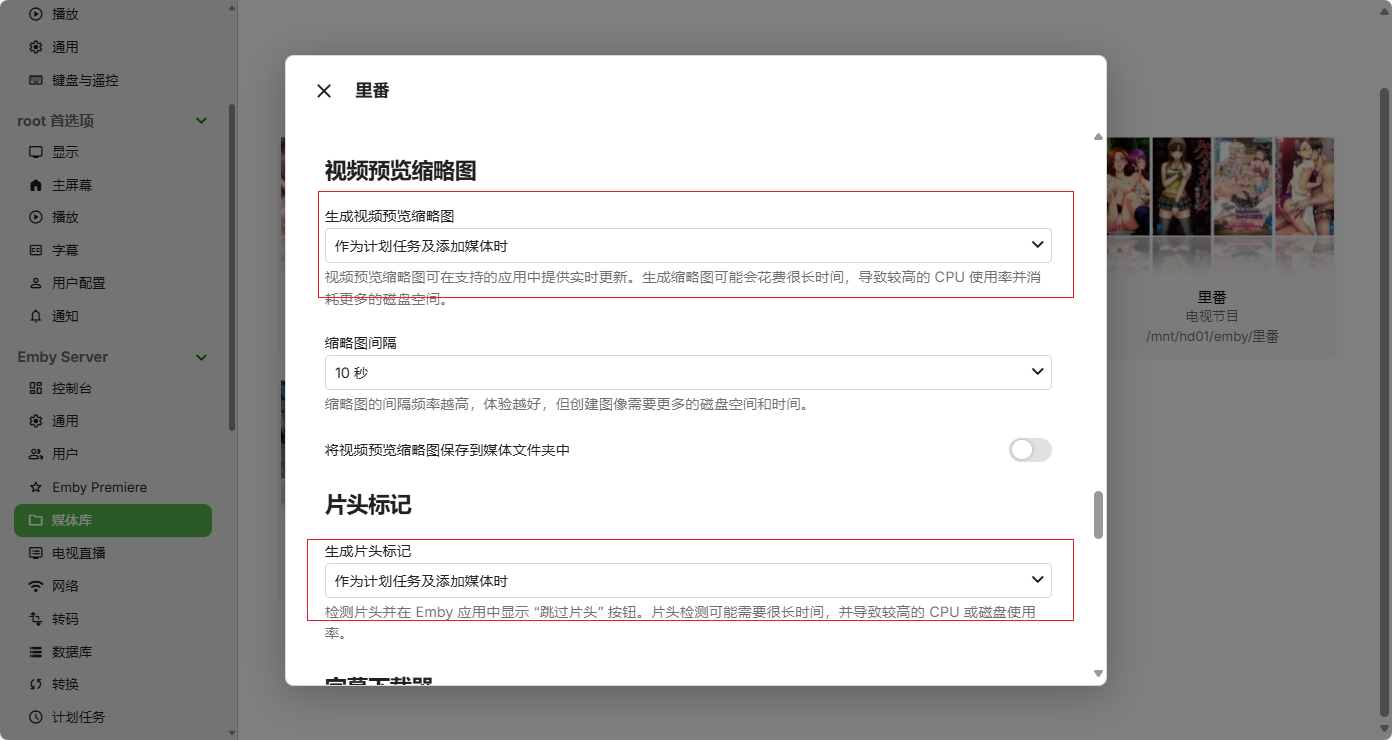 播放
通用
键盘与遥控
root 首选项
显示
主屏幕
播放
字幕
用户配置
通知
Emby Server
控制台
通用
用户
Emby Premiere
媒体库
电视直播
网络
转码
数据库
转换
计划任务
里番
视频预览缩略图
生成视频预览缩略图
作为计划任务及添加媒体时
视频预览缩略图可在支持的应用中提供实时更新。生成缩略图可能会花费很长时间，导致较高的 CPU 使用率并消
耗更多的磁盘空间。
缩略图间隔
10 秒
缩略图的间隔频率越高，体验越好，但创建图像需要更多的磁盘空间和时间。
将视频预览缩略图保存到媒体文件夹中
片头标记
生成片头标记
作为计划任务及添加媒体时
检测片头并在 Emby 应用中显示 “跳过片头” 按钮。片头检测可能需要很长时间，并导致较高的 CPU 或磁盘使用
率。
字幕下载器
里番
电视节目
/mnt/hd01/emby/里番